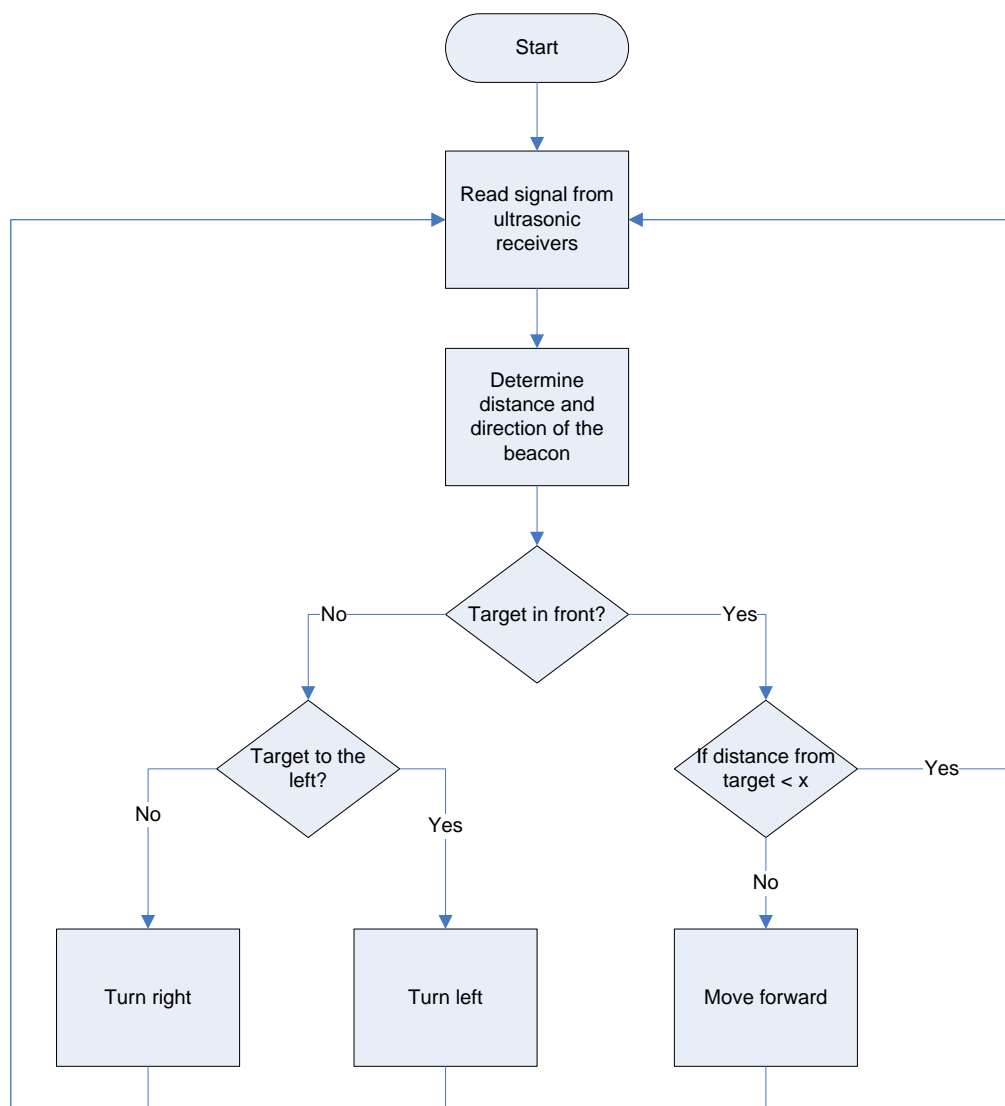 Start
Read signal from
ultrasonic
receivers
Determine
distance and
direction of the
beacon
No
Target in front?
Yes
Target to the
left?
If distance from
target < x
Yes
No
Yes
No
Turn right
Turn left
Move forward